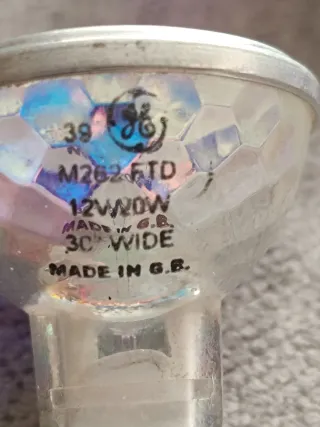 39 GE
M262 FTD
12V/20W
MADE IN G.B.
30° WIDE
MADE IN G.B.